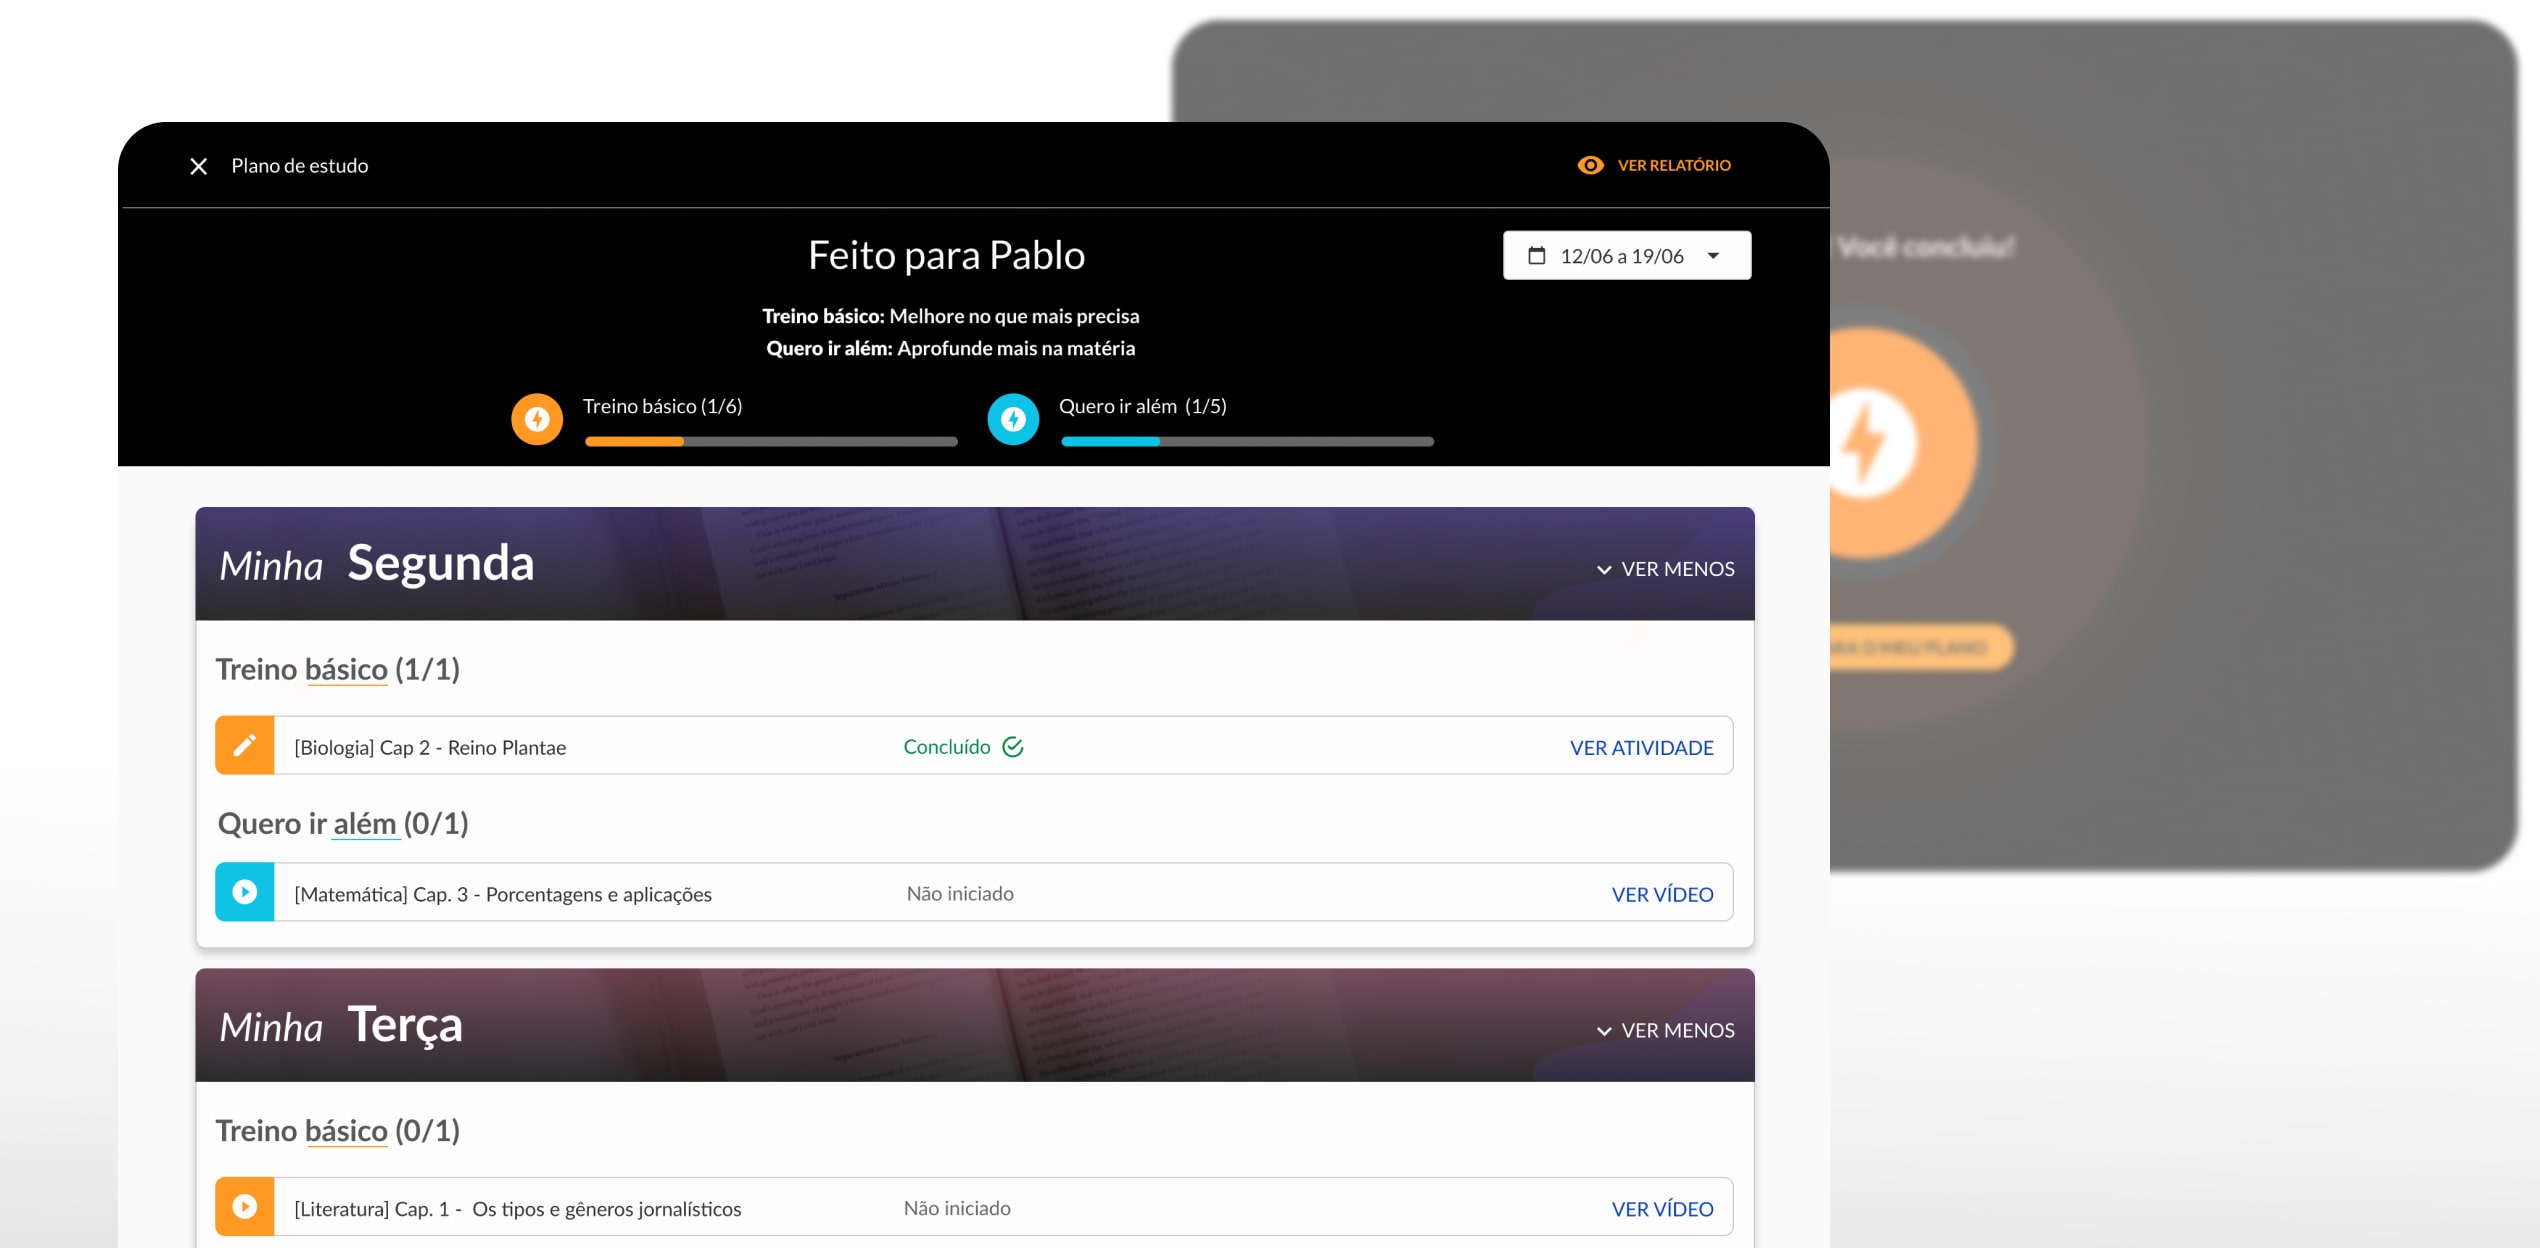 Plano de estudo
VER RELATÓRIO
Feito para Pablo
12/06 a 19/06
Treino básico: Melhore no que mais precisa
Quero ir além: Aprofunde mais na matéria
Treino básico (1/6)
Quero ir além (1/5)
Minha Segunda
VER MENOS
Treino básico (1/1)
[Biologia] Cap 2 - Reino Plantae
Concluído
VER ATIVIDADE
Quero ir além (0/1)
[Matemática] Cap. 3 - Porcentagens e aplicações
Não iniciado
VER VÍDEO
Minha Terça
VER MENOS
Treino básico (0/1)
[Literatura] Cap. 1 - Os tipos e gêneros jornalísticos
Não iniciado
VER VÍDEO
Você concluiu!
O MEU PLANO